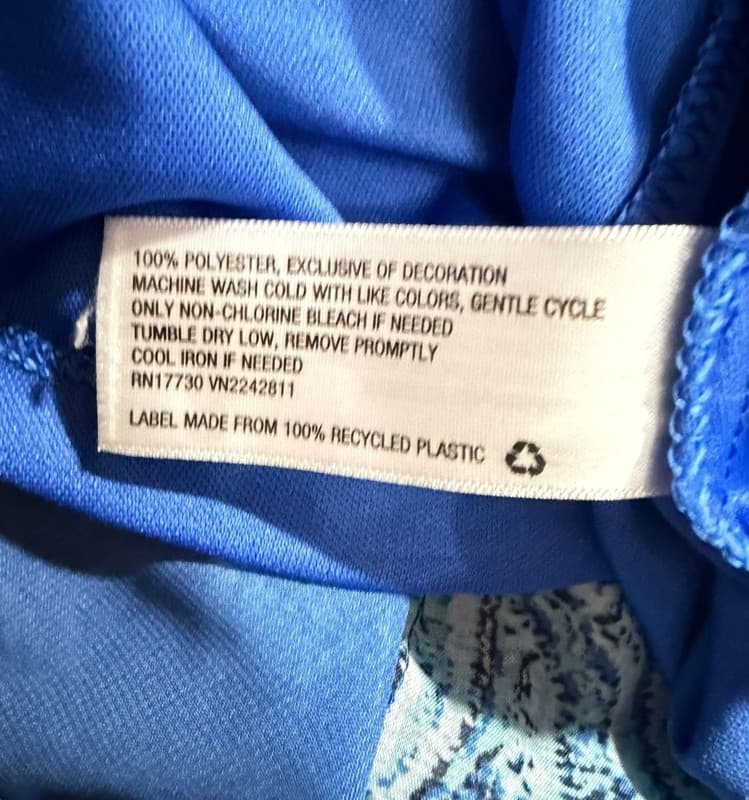 100% POLYESTER, EXCLUSIVE OF DECORATION
MACHINE WASH COLD WITH LIKE COLORS, GENTLE CYCLE
ONLY NON-CHLORINE BLEACH IF NEEDED
TUMBLE DRY LOW, REMOVE PROMPTLY
COOL IRON IF NEEDED
RN17730 VN2242811
LABEL MADE FROM 100% RECYCLED PLASTIC